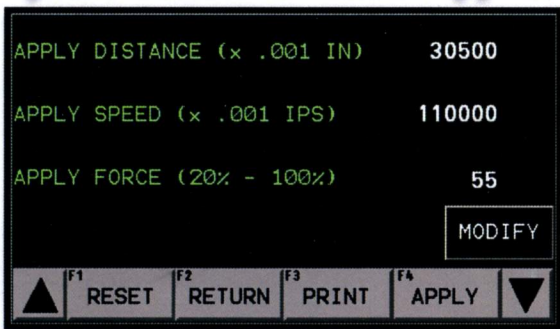 APPLY DISTANCE (x .001 IN) 30500
APPLY SPEED (x .001 IPS) 110000
APPLY FORCE (20% - 100%) 55
MODIFY
F1 RESET F2 RETURN F3 PRINT F4 APPLY